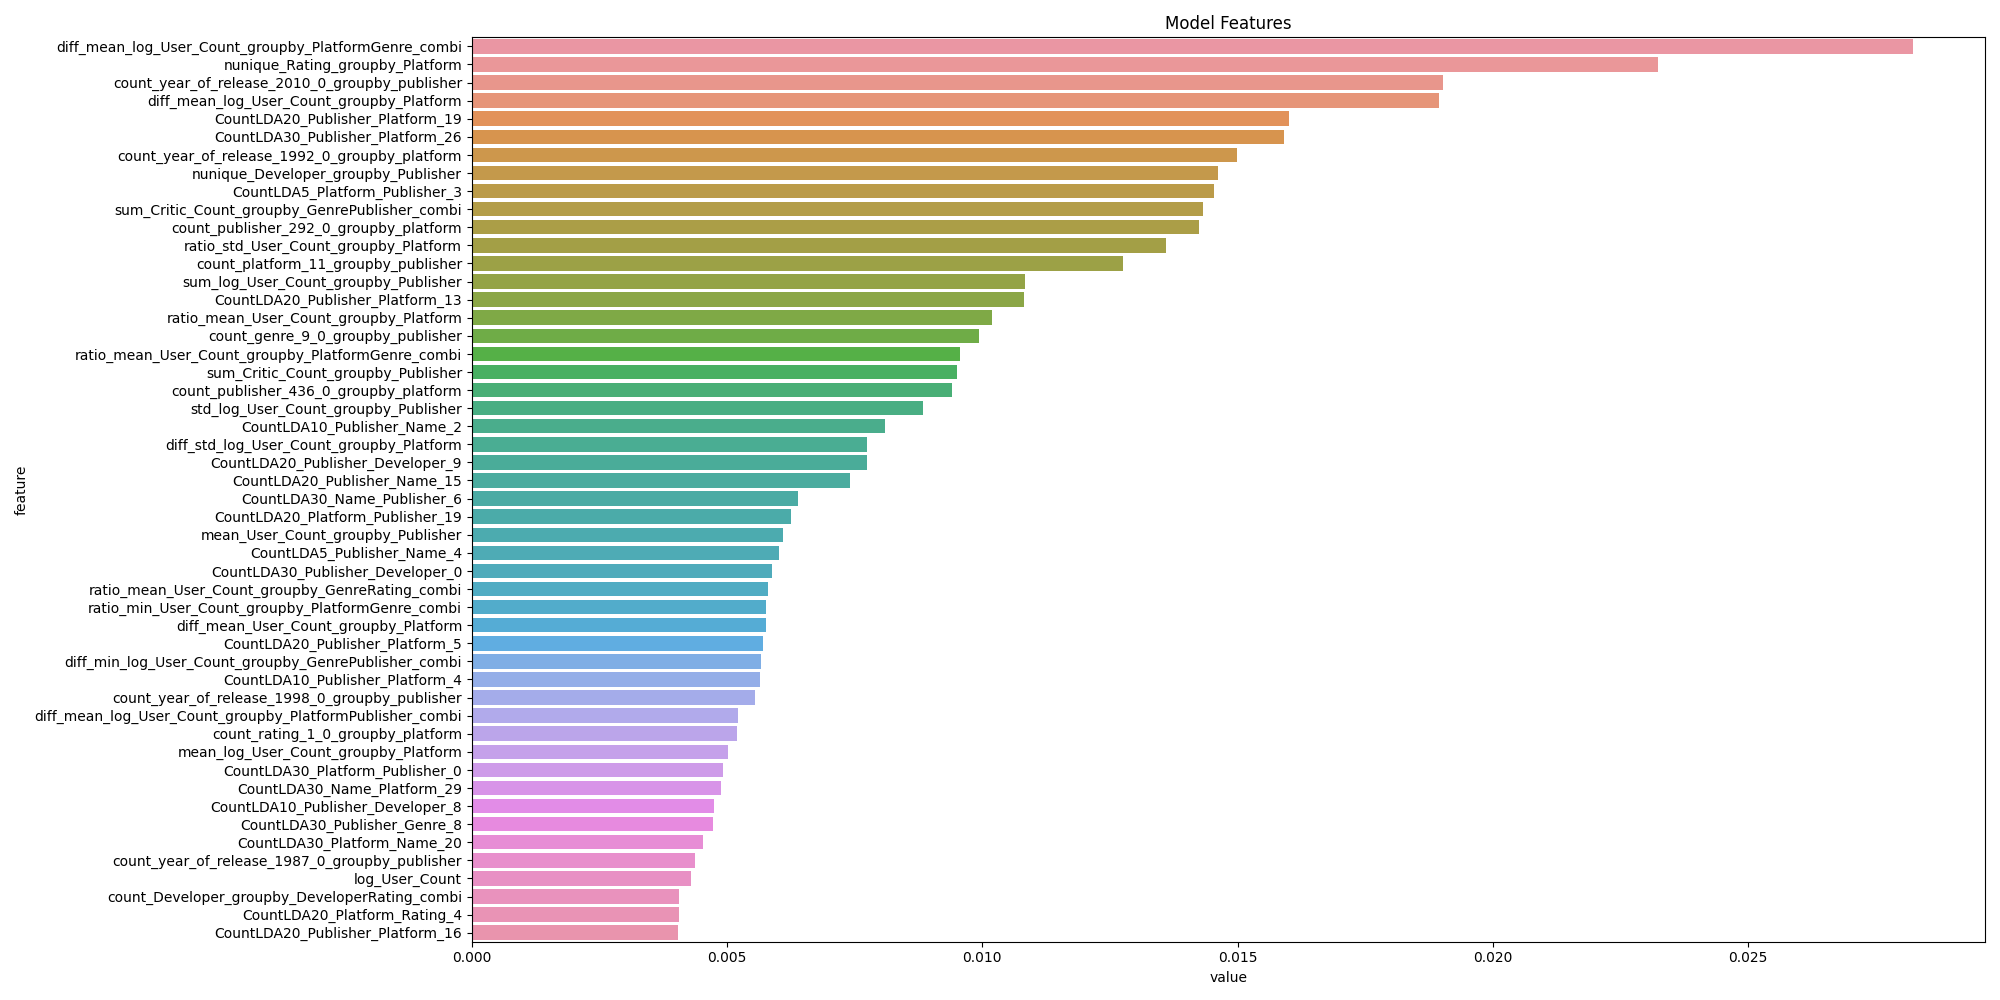 Model Features
diff_mean_log_User_Count_groupby_PlatformGenre_combi
nunique_Rating_groupby_Platform
count_year_of_release_2010_0_groupby_publisher
diff_mean_log_User_Count_groupby_Platform
CountLDA20_Publisher_Platform_19
CountLDA30_Publisher_Platform_26
count_year_of_release_1992_0_groupby_platform
nunique_Developer_groupby_Publisher
CountLDA5_Platform_Publisher_3
sum_Critic_Count_groupby_GenrePublisher_combi
count_publisher_292_0_groupby_platform
ratio_std_User_Count_groupby_Platform
count_platform_11_groupby_publisher
sum_log_User_Count_groupby_Publisher
CountLDA20_Publisher_Platform_13
ratio_mean_User_Count_groupby_Platform
count_genre_9_0_groupby_publisher
ratio_mean_User_Count_groupby_PlatformGenre_combi
sum_Critic_Count_groupby_Publisher
count_publisher_436_0_groupby_platform
std_log_User_Count_groupby_Publisher
CountLDA10_Publisher_Name_2
diff_std_log_User_Count_groupby_Platform
CountLDA20_Publisher_Developer_9
CountLDA20_Publisher_Name_15
CountLDA30_Name_Publisher_6
CountLDA20_Platform_Publisher_19
mean_User_Count_groupby_Publisher
CountLDA5_Publisher_Name_4
CountLDA30_Publisher_Developer_0
ratio_mean_User_Count_groupby_GenreRating_combi
ratio_min_User_Count_groupby_PlatformGenre_combi
diff_mean_User_Count_groupby_Platform
CountLDA20_Publisher_Platform_5
diff_min_log_User_Count_groupby_GenrePublisher_combi
CountLDA10_Publisher_Platform_4
count_year_of_release_1998_0_groupby_publisher
diff_mean_log_User_Count_groupby_PlatformPublisher_combi
count_rating_1_0_groupby_platform
mean_log_User_Count_groupby_Platform
CountLDA30_Platform_Publisher_0
CountLDA30_Name_Platform_29
CountLDA10_Publisher_Developer_8
CountLDA30_Publisher_Genre_8
CountLDA30_Platform_Name_20
count_year_of_release_1987_0_groupby_publisher
log_User_Count
count_Developer_groupby_DeveloperRating_combi
CountLDA20_Platform_Rating_4
CountLDA20_Publisher_Platform_16
feature
0.000 0.005 0.010 0.015 0.020 0.025
value